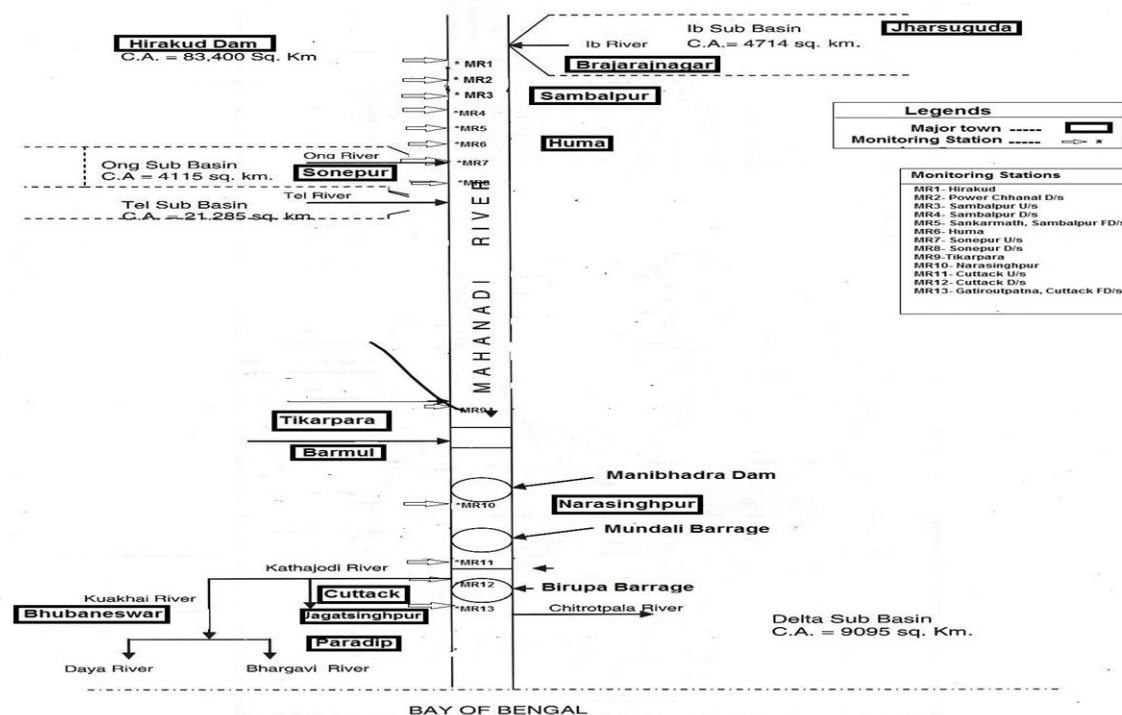 Hirakud Dam
C.A. = 83,400 Sq. Km
Ib Sub Basin
C.A.= 4714 sq. km.
Jharsuguda
Ib River
Brajarajnagar
* MR1
* MR2
* MR3
*MR4
*MR5
*MR6
*MR7
*MR8
Sambalpur
Huma
Legends
Major town -----
Monitoring Station ----- *
Ong Sub Basin
C.A = 4115 sq. km.
Ong River
Sonepur
Tel River
Tel Sub Basin
C.A. = 21,285 sq. km
Monitoring Stations
MR1- Hirakud
MR2- Power Chhanal D/s
MR3- Sambalpur U/s
MR4- Sambalpur D/s
MR5- Sankarmath, Sambalpur FD/s
MR6- Huma
MR7- Sonepur U/s
MR8- Sonepur D/s
MR9-Tikarpara
MR10- Narasinghpur
MR11- Cuttack U/s
MR12- Cuttack D/s
MR13- Gatiroutpatna, Cuttack FD/s
MAHANADI RIVER
*MR9
Tikarpara
Barmul
Manibhadra Dam
*MR10
Narasinghpur
Mundali Barrage
*MR11
Kathajodi River
*MR12
Birupa Barrage
Kuakhai River
Cuttack
Bhubaneswar
Jagatsinghpur
*MR13
Chitrotpala River
Delta Sub Basin
C.A. = 9095 sq. Km.
Paradip
Daya River
Bhargavi River
BAY OF BENGAL